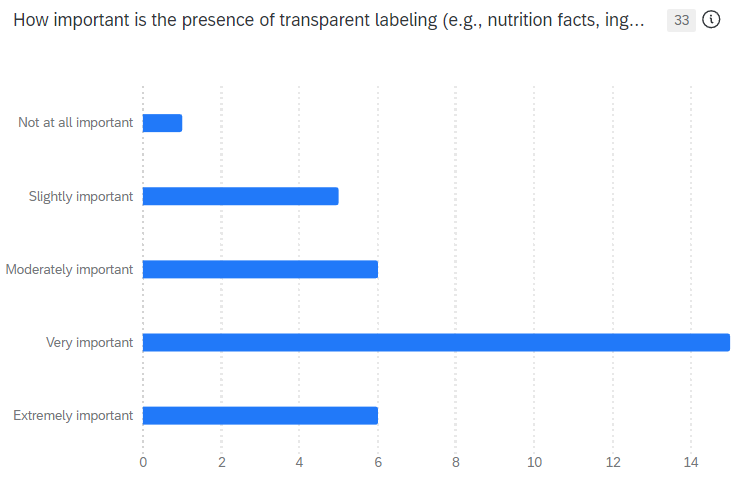 How important is the presence of transparent labeling (e.g., nutrition facts, ing...
33
Not at all important
Slightly important
Moderately important
Very important
Extremely important
0 2 4 6 8 10 12 14